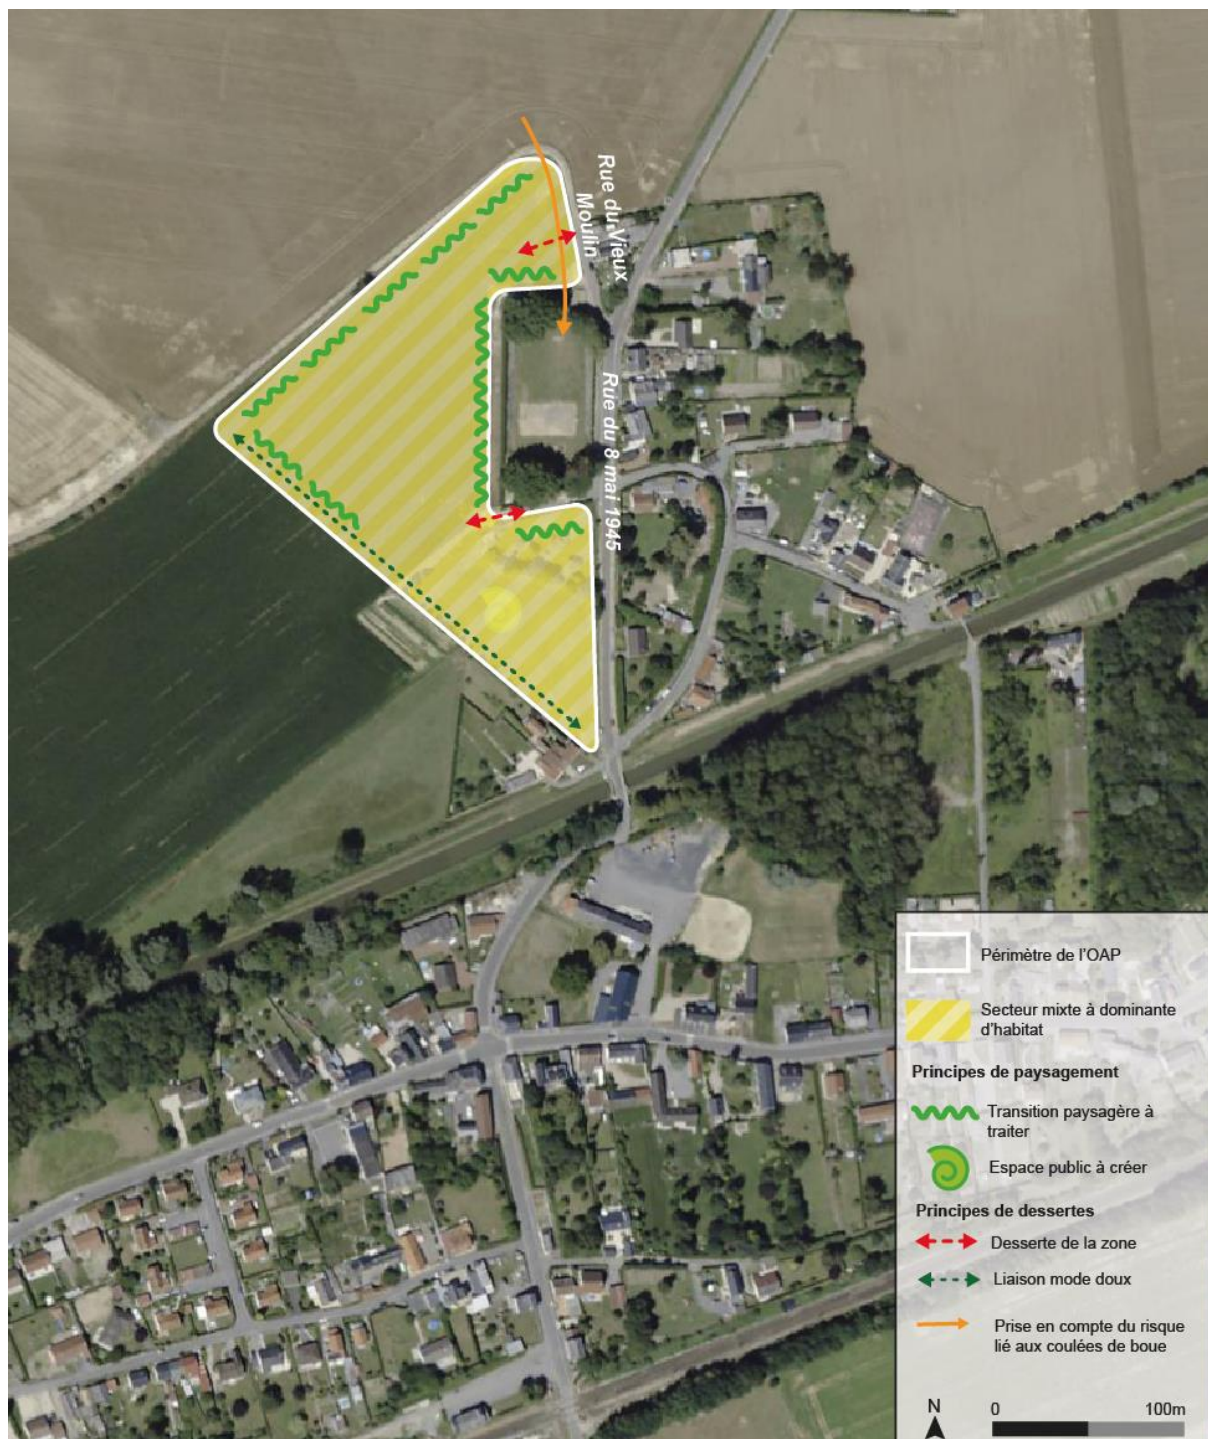 Rue du Vieux
Moulin
Rue du 8 mai 1945
Périmètre de l'OAP
Secteur mixte à dominante
d'habitat
Principes de paysagement
Transition paysagère à
traiter
Espace public à créer
Principes de dessertes
Desserte de la zone
Liaison mode doux
Prise en compte du risque
lié aux coulées de boue
N
0 100m